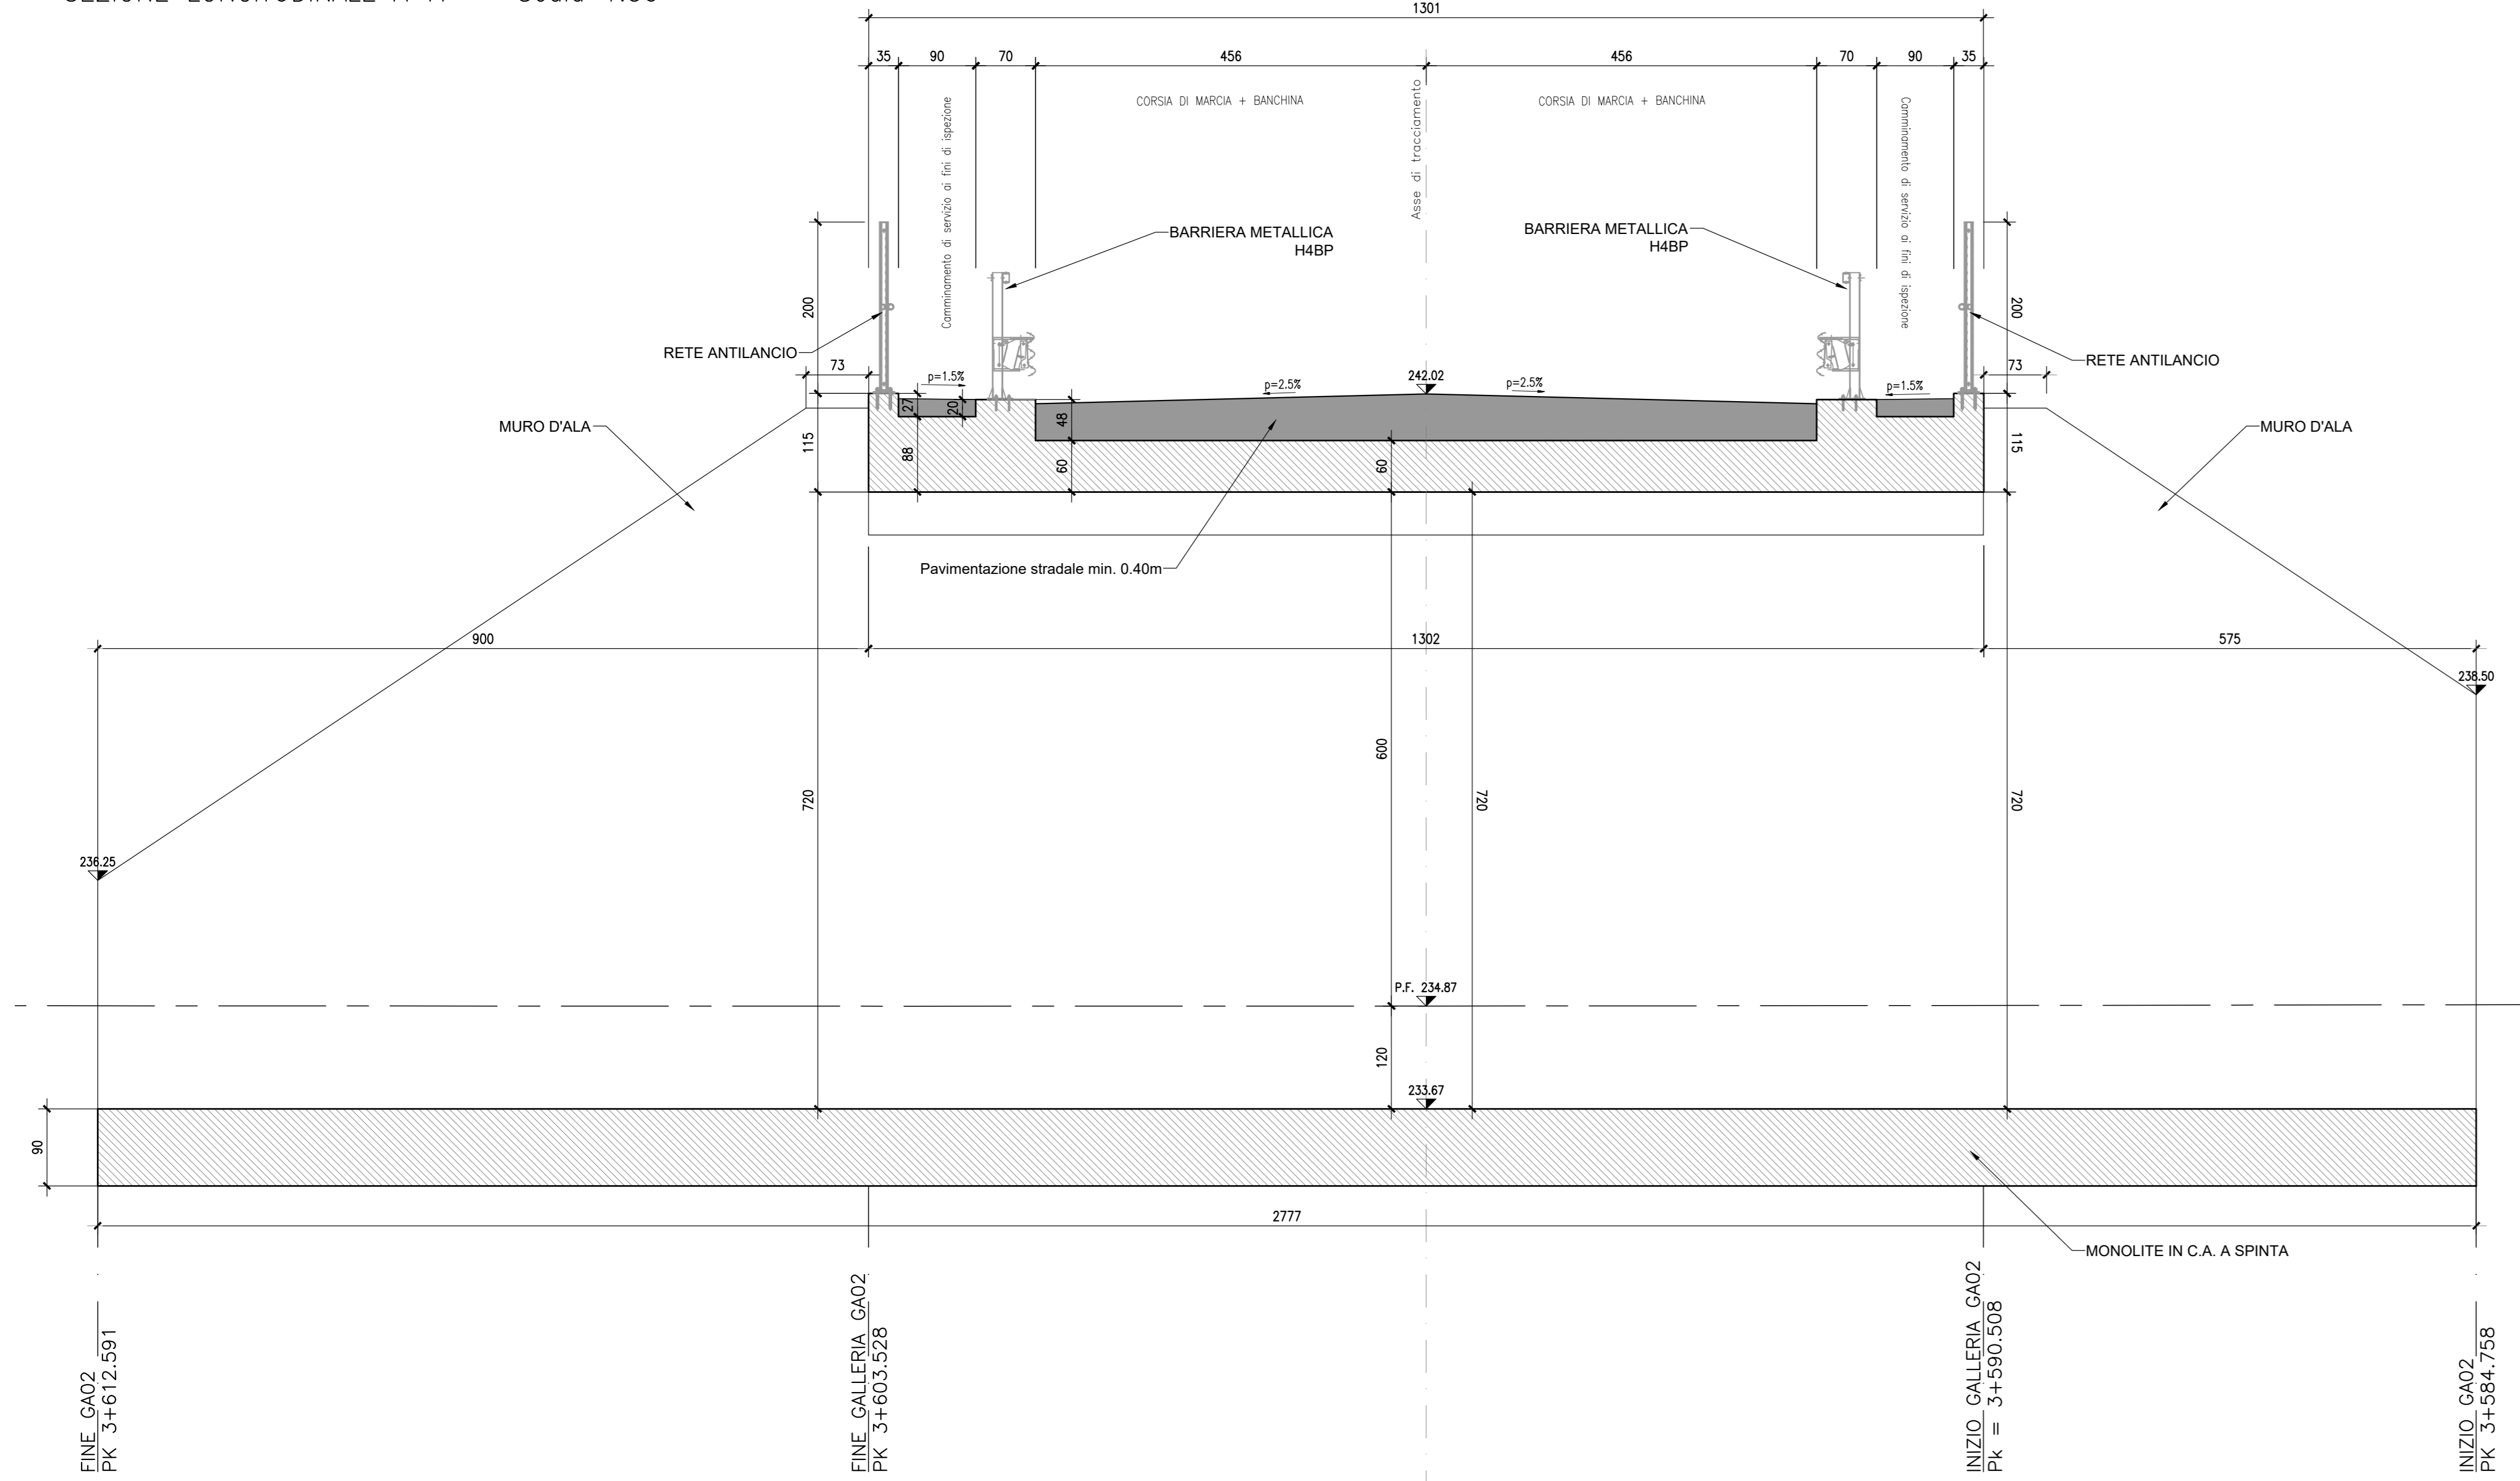 1301
35 90 70 456 456 70 90 35
CORSIA DI MARCIA + BANCHINA
CORSIA DI MARCIA + BANCHINA
Camminamento di servizio ai fini di ispezione
Asse di tracciamento
Camminamento di servizio ai fini di ispezione
BARRIERA METALLICA
H4BP
BARRIERA METALLICA
H4BP
200
200
RETE ANTILANCIO
RETE ANTILANCIO
73
73
p=1.5%
p=2.5%
242.02
p=2.5%
p=1.5%
27
20
48
MURO D'ALA
MURO D'ALA
115
88
60
60
115
Pavimentazione stradale min. 0.40m
900
1302
575
238.50
600
720
720
720
236.25
P.F. 234.87
120
233.67
90
2777
MONOLITE IN C.A. A SPINTA
FINE GA02
PK 3+612.591
FINE GALLERIA GA02
PK 3+603.528
INIZIO GALLERIA GA02
Pk = 3+590.508
INIZIO GA02
PK 3+584.758